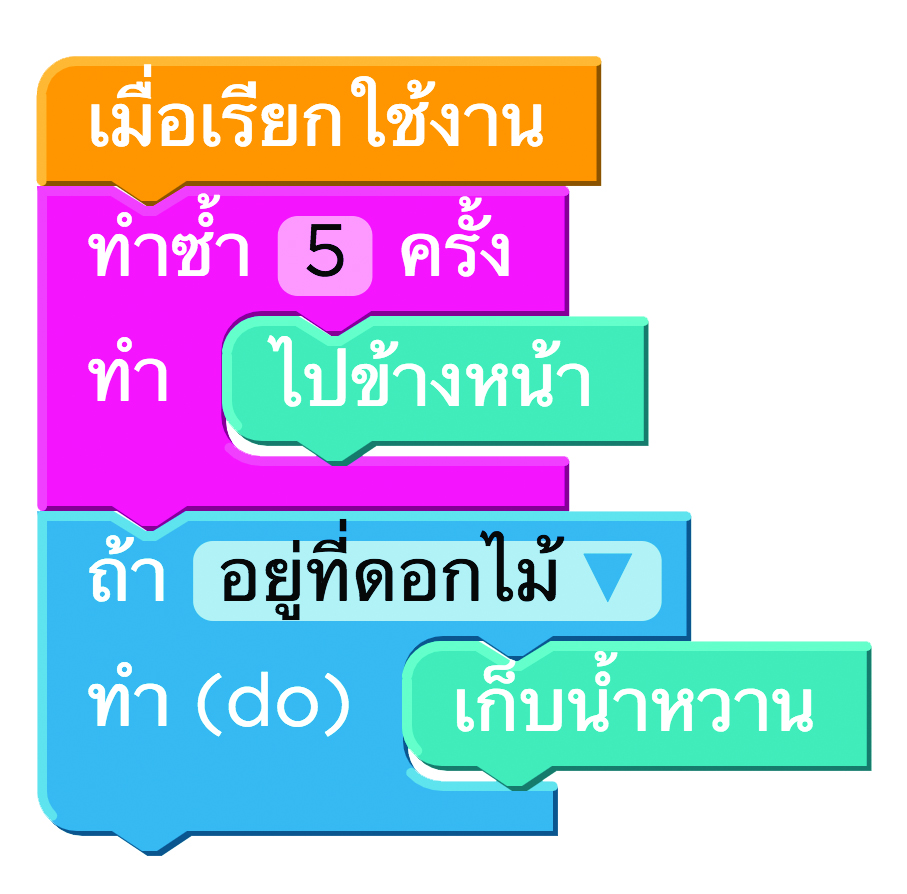 เมื่อเรียกใช้งาน
ทำซ้ำ 5 ครั้ง
ทำ ไปข้างหน้า
ถ้า อยู่ที่ดอกไม้ ▼
ทำ (do) เก็บน้ำหวาน